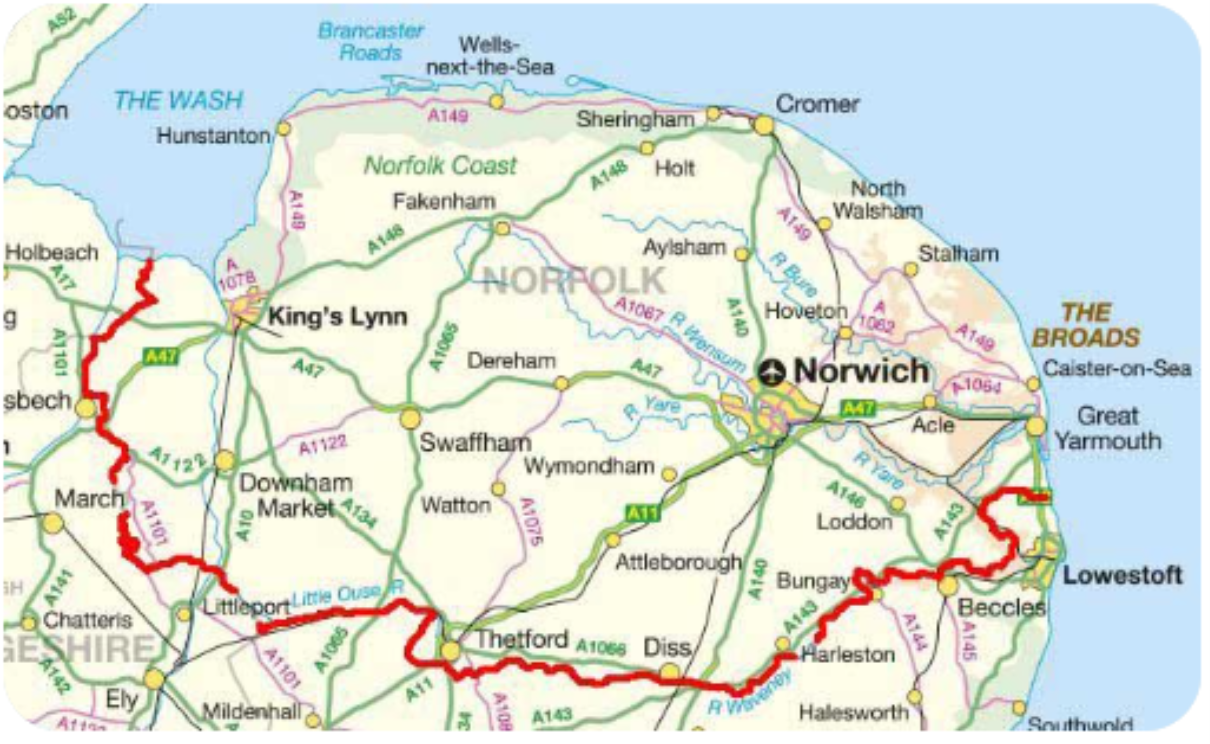 A52
Brancaster
Roads
Wells-
next-the-Sea
THE WASH
oston
A149
Cromer
Sheringham
Hunstanton
Norfolk Coast
A148
Holt
A149
Fakenham
North
Walsham
A149
A148
Holbeach
A17
A
1078
NORFOLK
Aylsham
R Bure
Stalham
King's Lynn
A1067
Hoveton
A
1062
THE
BROADS
g
A1101
A47
A1065
R Wensum
A140
A149
A47
Dereham
A47
Norwich
Caister-on-Sea
A1064
sbech
R Yare
A47
Acle
Great
Yarmouth
A1122
Swaffham
n
A1122
Wymondham
R Yare
March
Downham
Market
Watton
A146
Loddon
A1101
A10
A134
A1075
A11
A143
Attleborough
A141
A140
Bungay
Lowestoft
Chatteris
Littleport
Little Ouse R
A143
Beccles
GESHIRE
A1065
Thetford
A1066
Diss
Harleston
A144
A145
A142
A1101
A11
R Waveney
Ely
Mildenhall
A143
Halesworth
Southwold